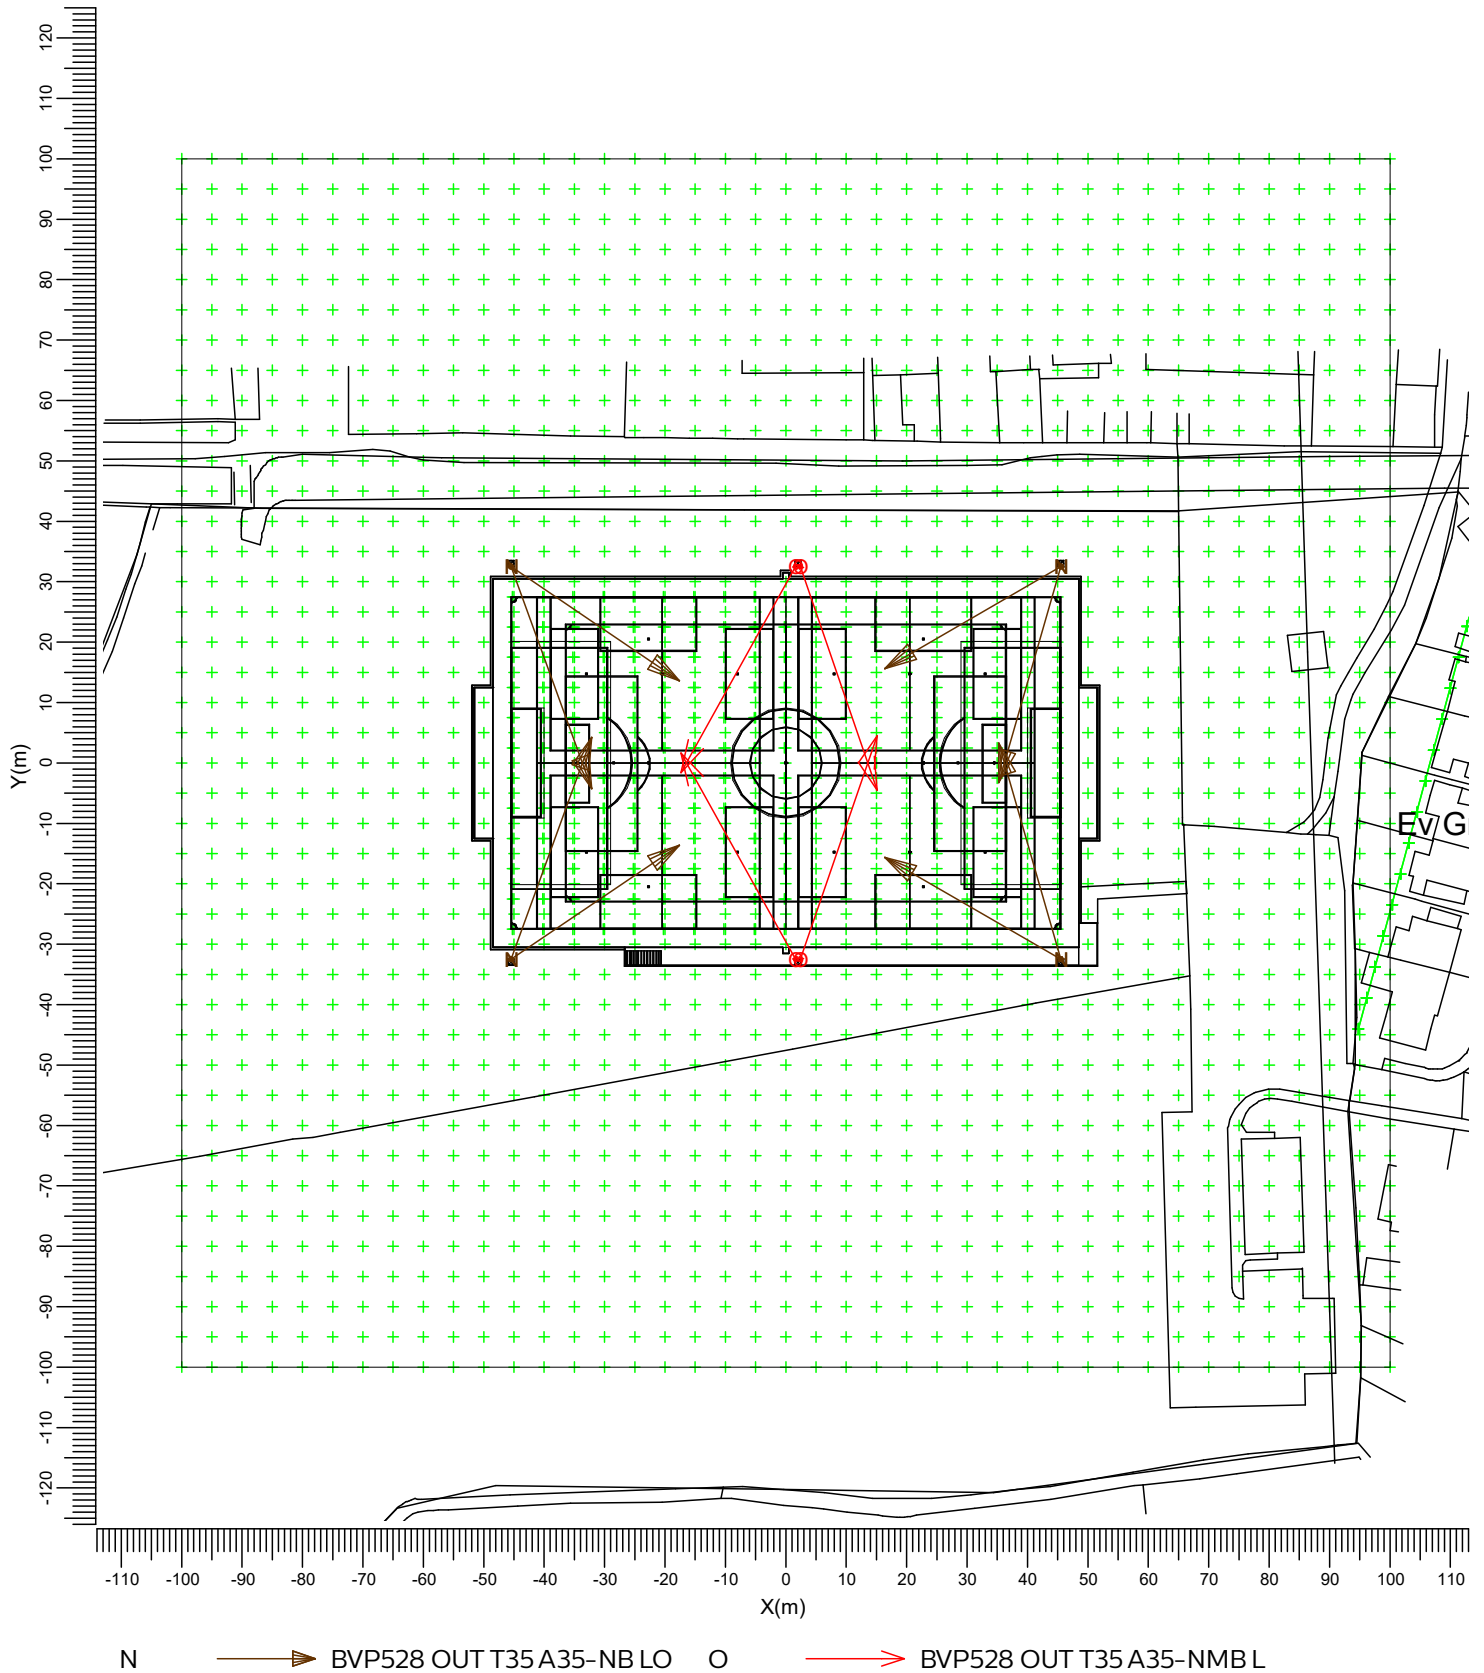 120
110
100
90
80
70
60
50
40
30
20
10
0
-10
-20
-30
-40
-50
-60
-70
-80
-90
-100
-110
-120
Y(m)
N
O
N
Ev G
N
O
N
-110 -100 -90 -80 -70 -60 -50 -40 -30 -20 -10 0 10 20 30 40 50 60 70 80 90 100 110
X(m)
N BVP528 OUT T35 A35-NB LO O BVP528 OUT T35 A35-NMB L